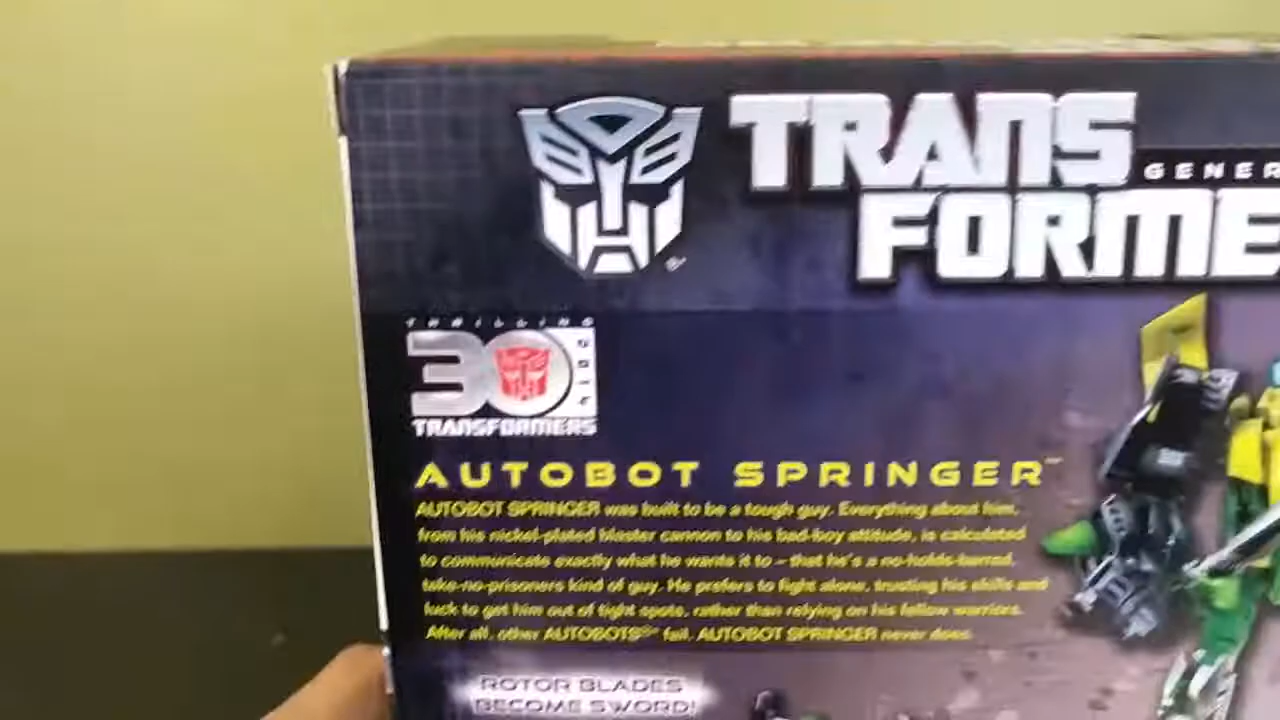 TRANS
GENER
FORME
THRILLING
30
TRANSFORMERS
AUTOBOT SPRINGER™
AUTOBOT SPRINGER was built to be a tough guy. Everything about him,
from his nickel-plated blaster cannon to his bad-boy attitude, is calculated
to communicate exactly what he wants it to – that he's a no-holds-barred,
take-no-prisoners kind of guy. He prefers to fight alone, trusting his skills and
luck to get him out of tight spots, rather than relying on his fellow warriors.
After all, other AUTOBOTS fail. AUTOBOT SPRINGER never does.
ROTOR BLADES
BECOME SWORD!